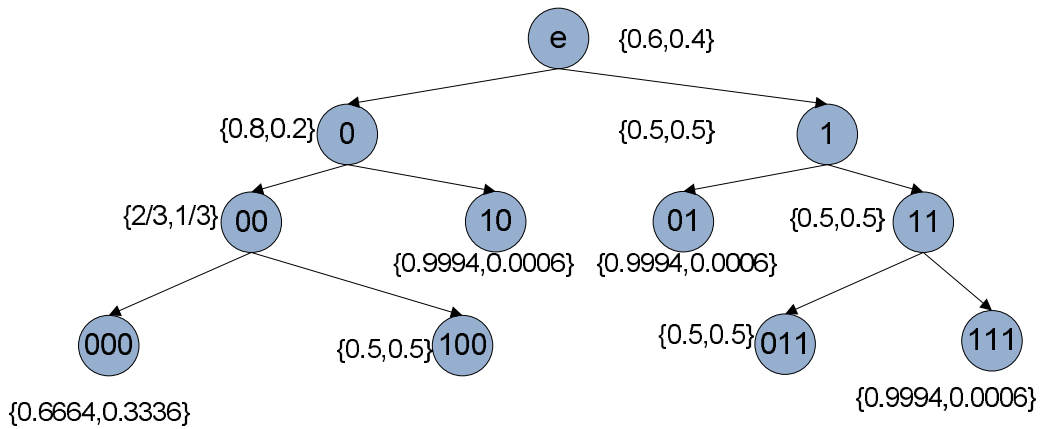 e {0.6,0.4}
{0.8,0.2} 0 {0.5,0.5} 1
{2/3,1/3} 00 10 01 {0.5,0.5} 11
{0.9994,0.0006} {0.9994,0.0006}
000 {0.5,0.5} 100 {0.5,0.5} 011 111
{0.6664,0.3336} {0.9994,0.0006}